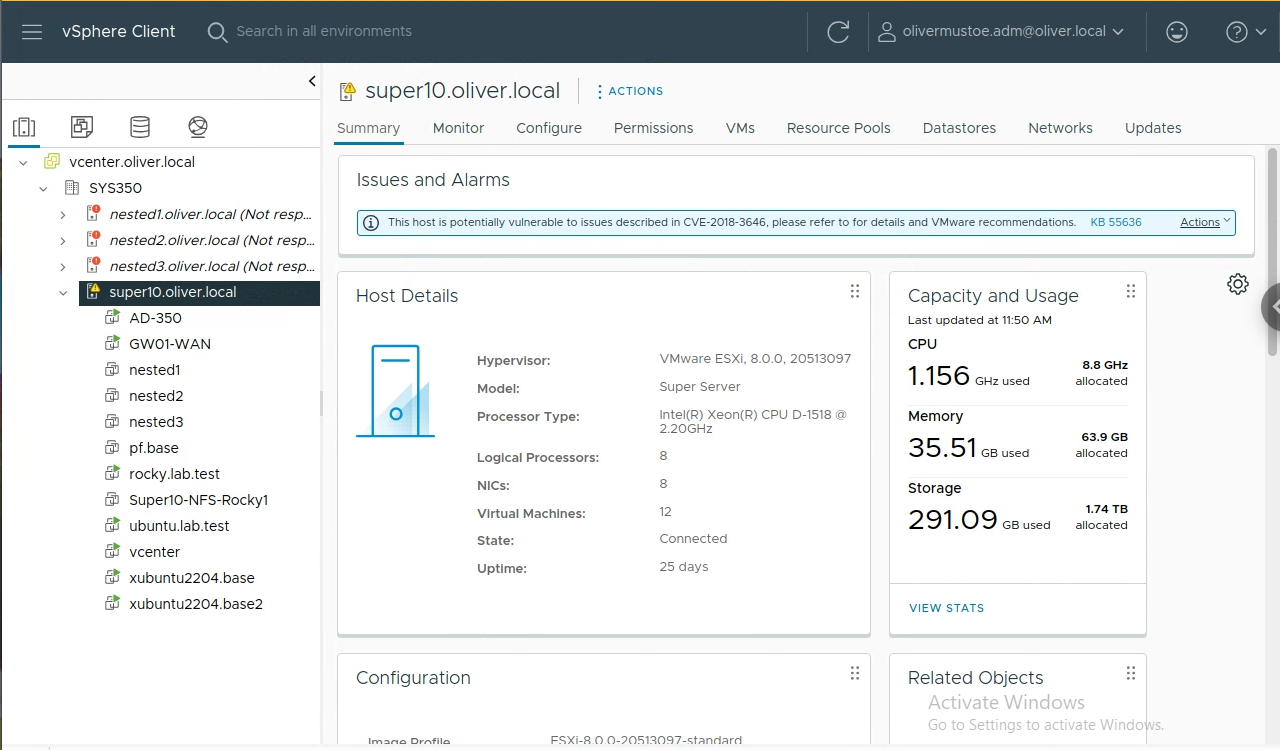 vSphere Client
Search in all environments
olivermustoe.adm@oliver.local
super10.oliver.local
ACTIONS
Summary Monitor Configure Permissions VMs Resource Pools Datastores Networks Updates
vcenter.oliver.local
SYS350
nested1.oliver.local (Not resp...
nested2.oliver.local (Not resp...
nested3.oliver.local (Not resp...
super10.oliver.local
AD-350
GW01-WAN
nested1
nested2
nested3
pf.base
rocky.lab.test
Super10-NFS-Rocky1
ubuntu.lab.test
vcenter
xubuntu2204.base
xubuntu2204.base2
Issues and Alarms
This host is potentially vulnerable to issues described in CVE-2018-3646, please refer to for details and VMware recommendations. KB 55636 Actions
Host Details
Hypervisor: VMware ESXi, 8.0.0, 20513097
Model: Super Server
Processor Type: Intel(R) Xeon(R) CPU D-1518 @
2.20GHz
Logical Processors: 8
NICs: 8
Virtual Machines: 12
State: Connected
Uptime: 25 days
Capacity and Usage
Last updated at 11:50 AM
CPU
1.156 GHz used 8.8 GHz
allocated
Memory
35.51 GB used 63.9 GB
allocated
Storage
291.09 GB used 1.74 TB
allocated
VIEW STATS
Configuration
Image Profile ESXi-8.0.0-20513097-standard
Related Objects
Activate Windows
Go to Settings to activate Windows.